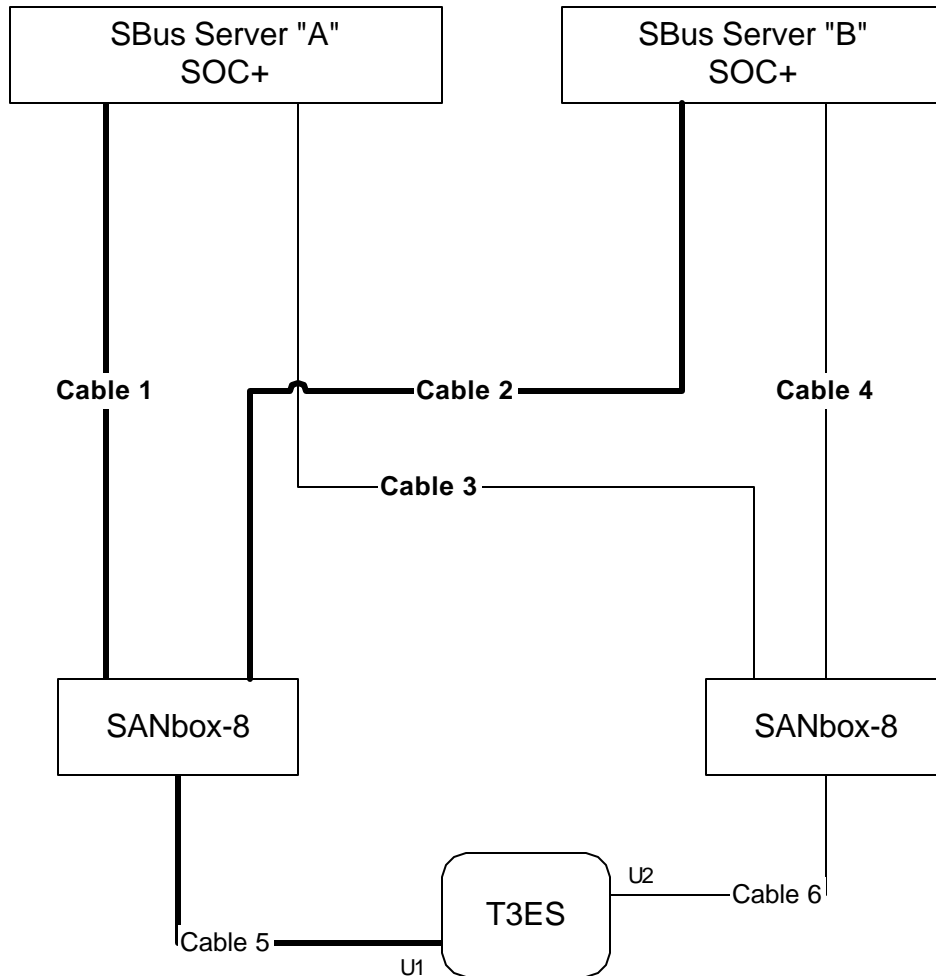 SBus Server "A"
SOC+
SBus Server "B"
SOC+
Cable 1
Cable 2
Cable 4
Cable 3
SANbox-8
SANbox-8
T3ES
U2
Cable 6
Cable 5
U1